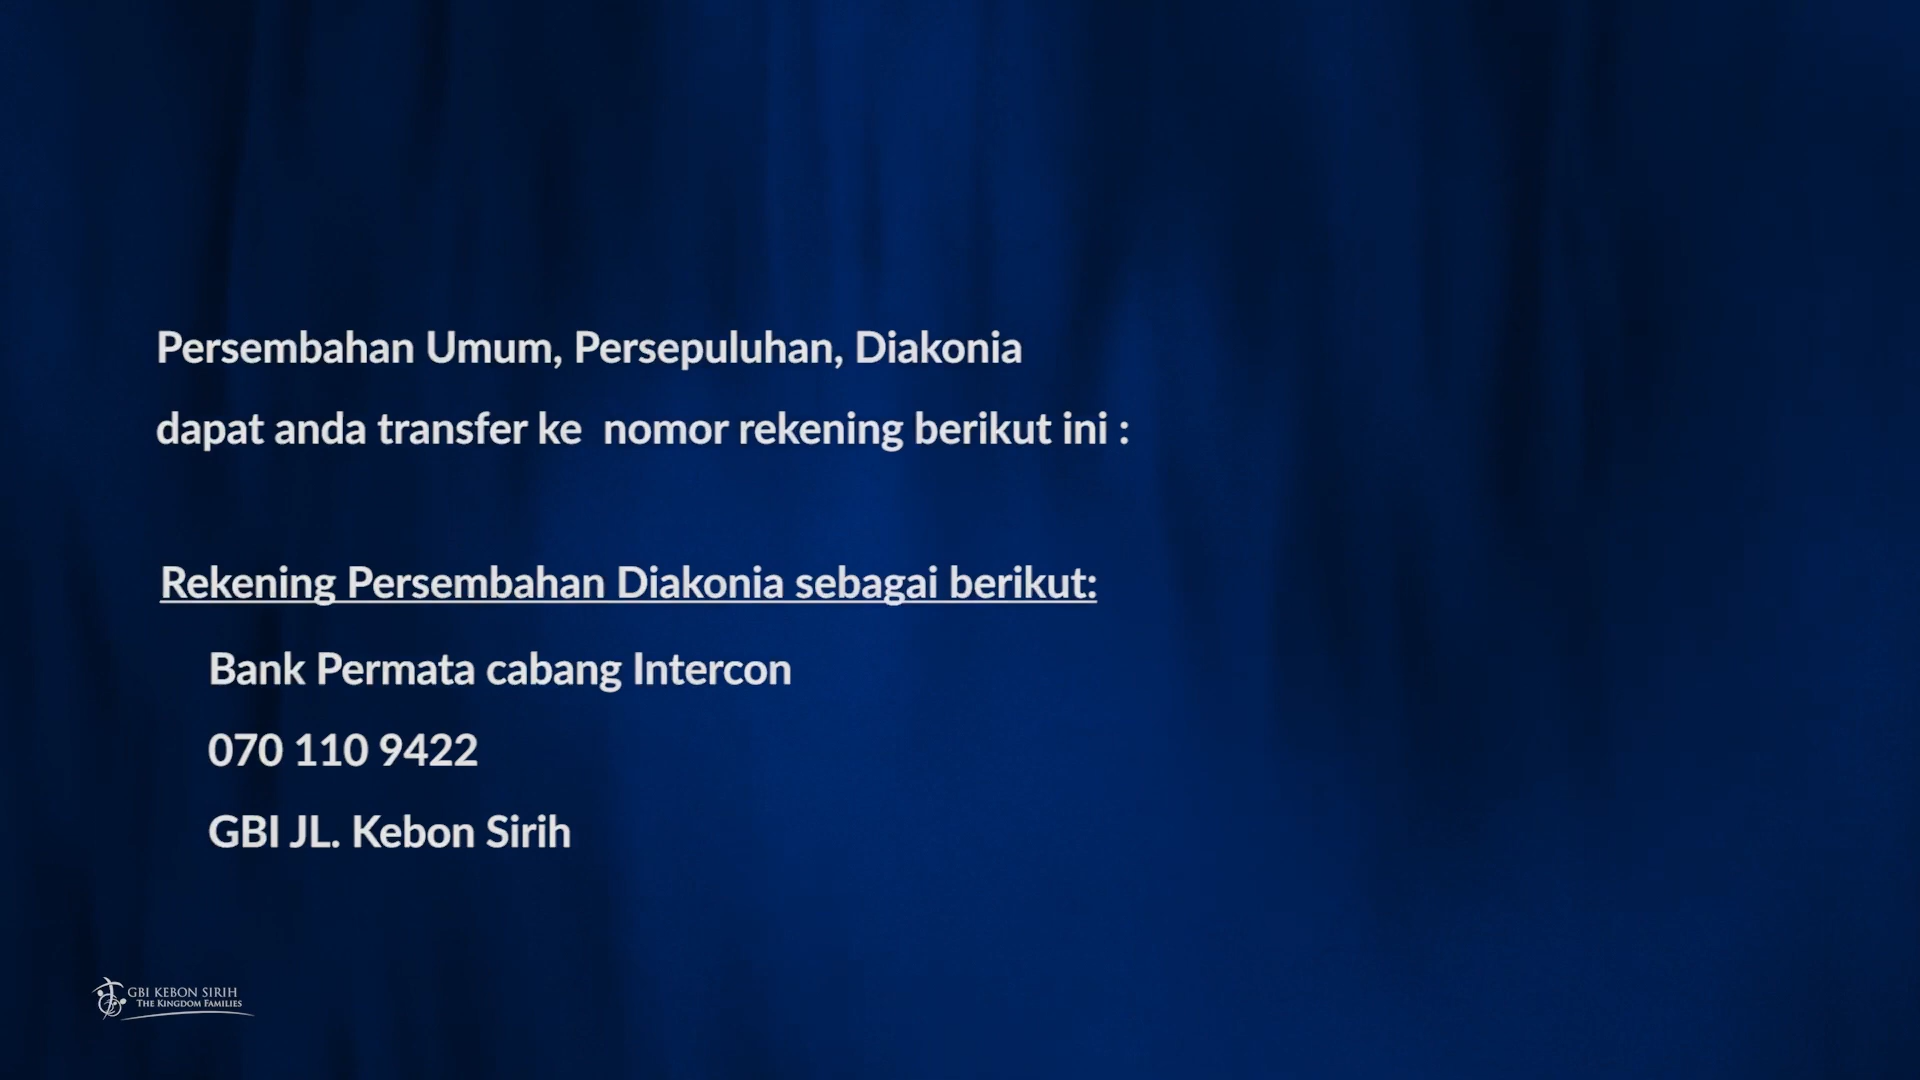 Persembahan Umum, Persepuluhan, Diakonia
dapat anda transfer ke nomor rekening berikut ini :
Rekening Persembahan Diakonia sebagai berikut:
Bank Permata cabang Intercon
070 110 9422
GBI JL. Kebon Sirih
GBI KEBON SIRIH
THE KINGDOM FAMILIES